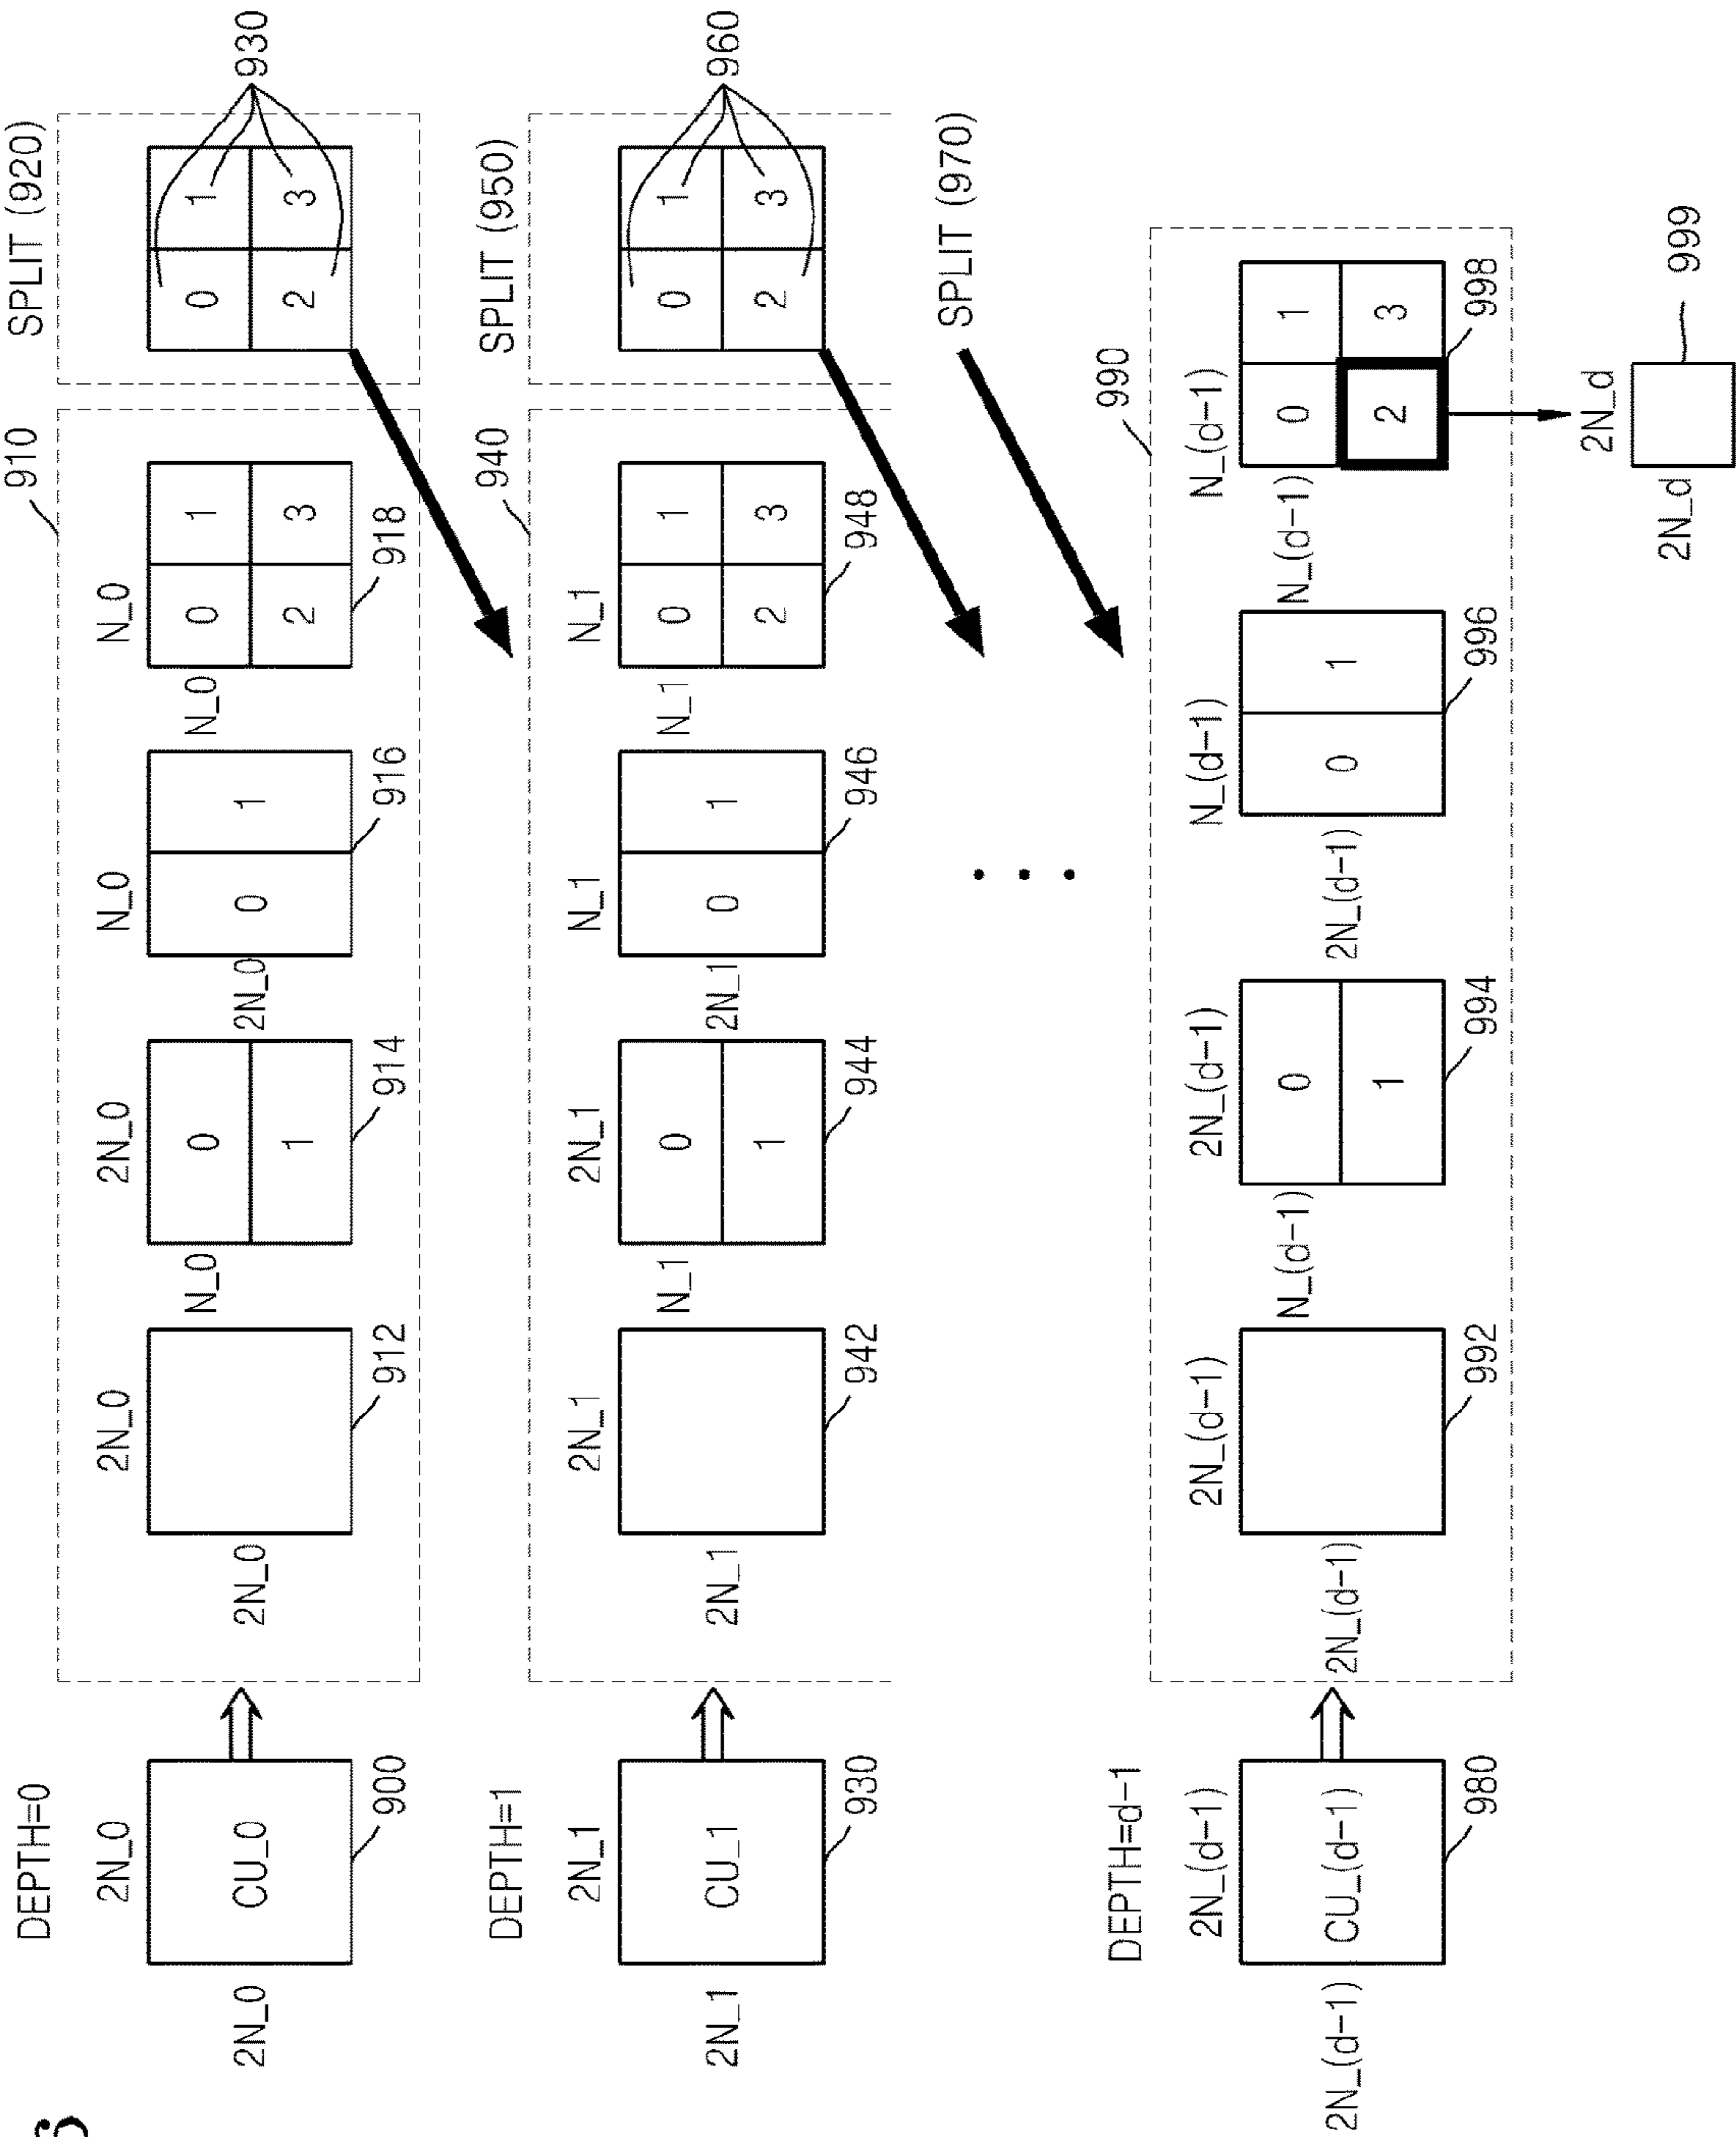 DEPTH=0
2N_0
2N_0
CU_0
900
910
2N_0
2N_0
912
2N_0
N_0
0
1
914
N_0
2N_0
0 1
916
N_0
N_0
0 1
2 3
918
SPLIT (920)
0 1
2 3
930
DEPTH=1
2N_1
2N_1
CU_1
930
940
2N_1
2N_1
942
2N_1
N_1
0
1
944
N_1
2N_1
0 1
946
N_1
N_1
0 1
2 3
948
SPLIT (950)
0 1
2 3
960
SPLIT (970)
DEPTH=d-1
2N_(d-1)
2N_(d-1)
CU_(d-1)
980
990
2N_(d-1)
2N_(d-1)
992
2N_(d-1)
N_(d-1)
0
1
994
N_(d-1)
2N_(d-1)
0 1
996
N_(d-1)
N_(d-1)
0 1
2 3
998
2N_d
2N_d
999